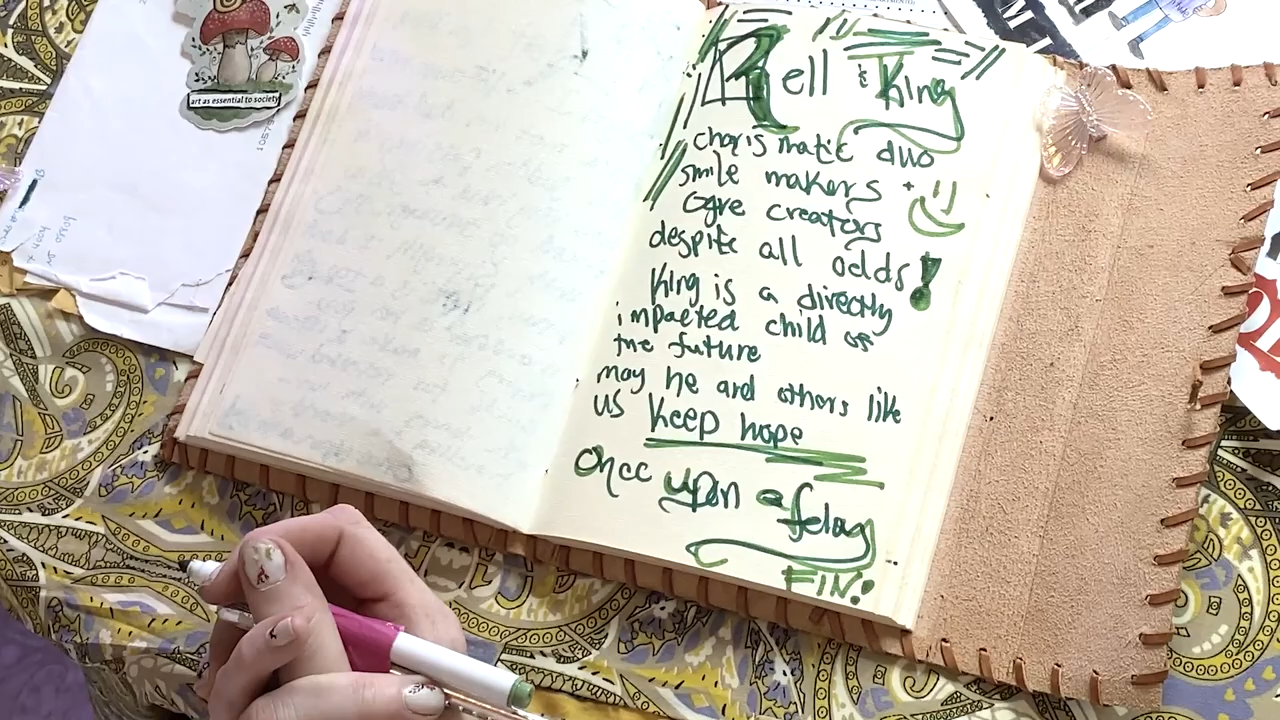 Rell & King
charismatic duo
smile makers
care creators
despite all odds!
King is a directly
impacted child of
the future
may he and others like
us keep hope
Once upon a felony
FIN!
art as essential to society